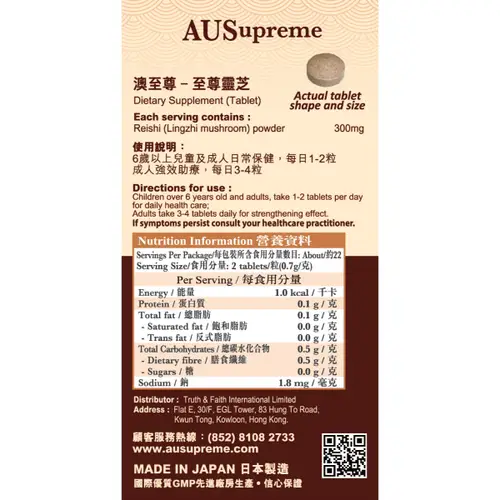 AUSupreme
澳至尊 – 至尊靈芝
Dietary Supplement (Tablet)
Actual tablet
shape and size
Each serving contains :
Reishi (Lingzhi mushroom) powder 300mg
使用說明：
6歲以上兒童及成人日常保健，每日1-2粒
成人強效助療，每日3-4粒
Directions for use :
Children over 6 years old and adults, take 1-2 tablets per day
for daily health care;
Adults take 3-4 tablets daily for strengthening effect.
If symptoms persist consult your healthcare practitioner.
Nutrition Information 營養資料
Servings Per Package/每包裝所含食用分量數目: About/約22
Serving Size/食用分量: 2 tablets/粒(0.7g/克)
Per Serving / 每食用分量
Energy / 能量 1.0 kcal / 千卡
Protein / 蛋白質 0.1 g / 克
Total fat / 總脂肪 0.1 g / 克
- Saturated fat / 飽和脂肪 0.0 g / 克
- Trans fat / 反式脂肪 0.0 g / 克
Total Carbohydrates / 總碳水化合物 0.5 g / 克
- Dietary fibre / 膳食纖維 0.5 g / 克
- Sugars / 糖 0.0 g / 克
Sodium / 鈉 1.8 mg / 毫克
Distributor : Truth & Faith International Limited
Address : Flat E, 30/F, EGL Tower, 83 Hung To Road,
Kwun Tong, Kowloon, Hong Kong.
顧客服務熱線：(852) 8108 2733
www.ausupreme.com
MADE IN JAPAN 日本製造
國際優質GMP先進廠房生產・信心保證